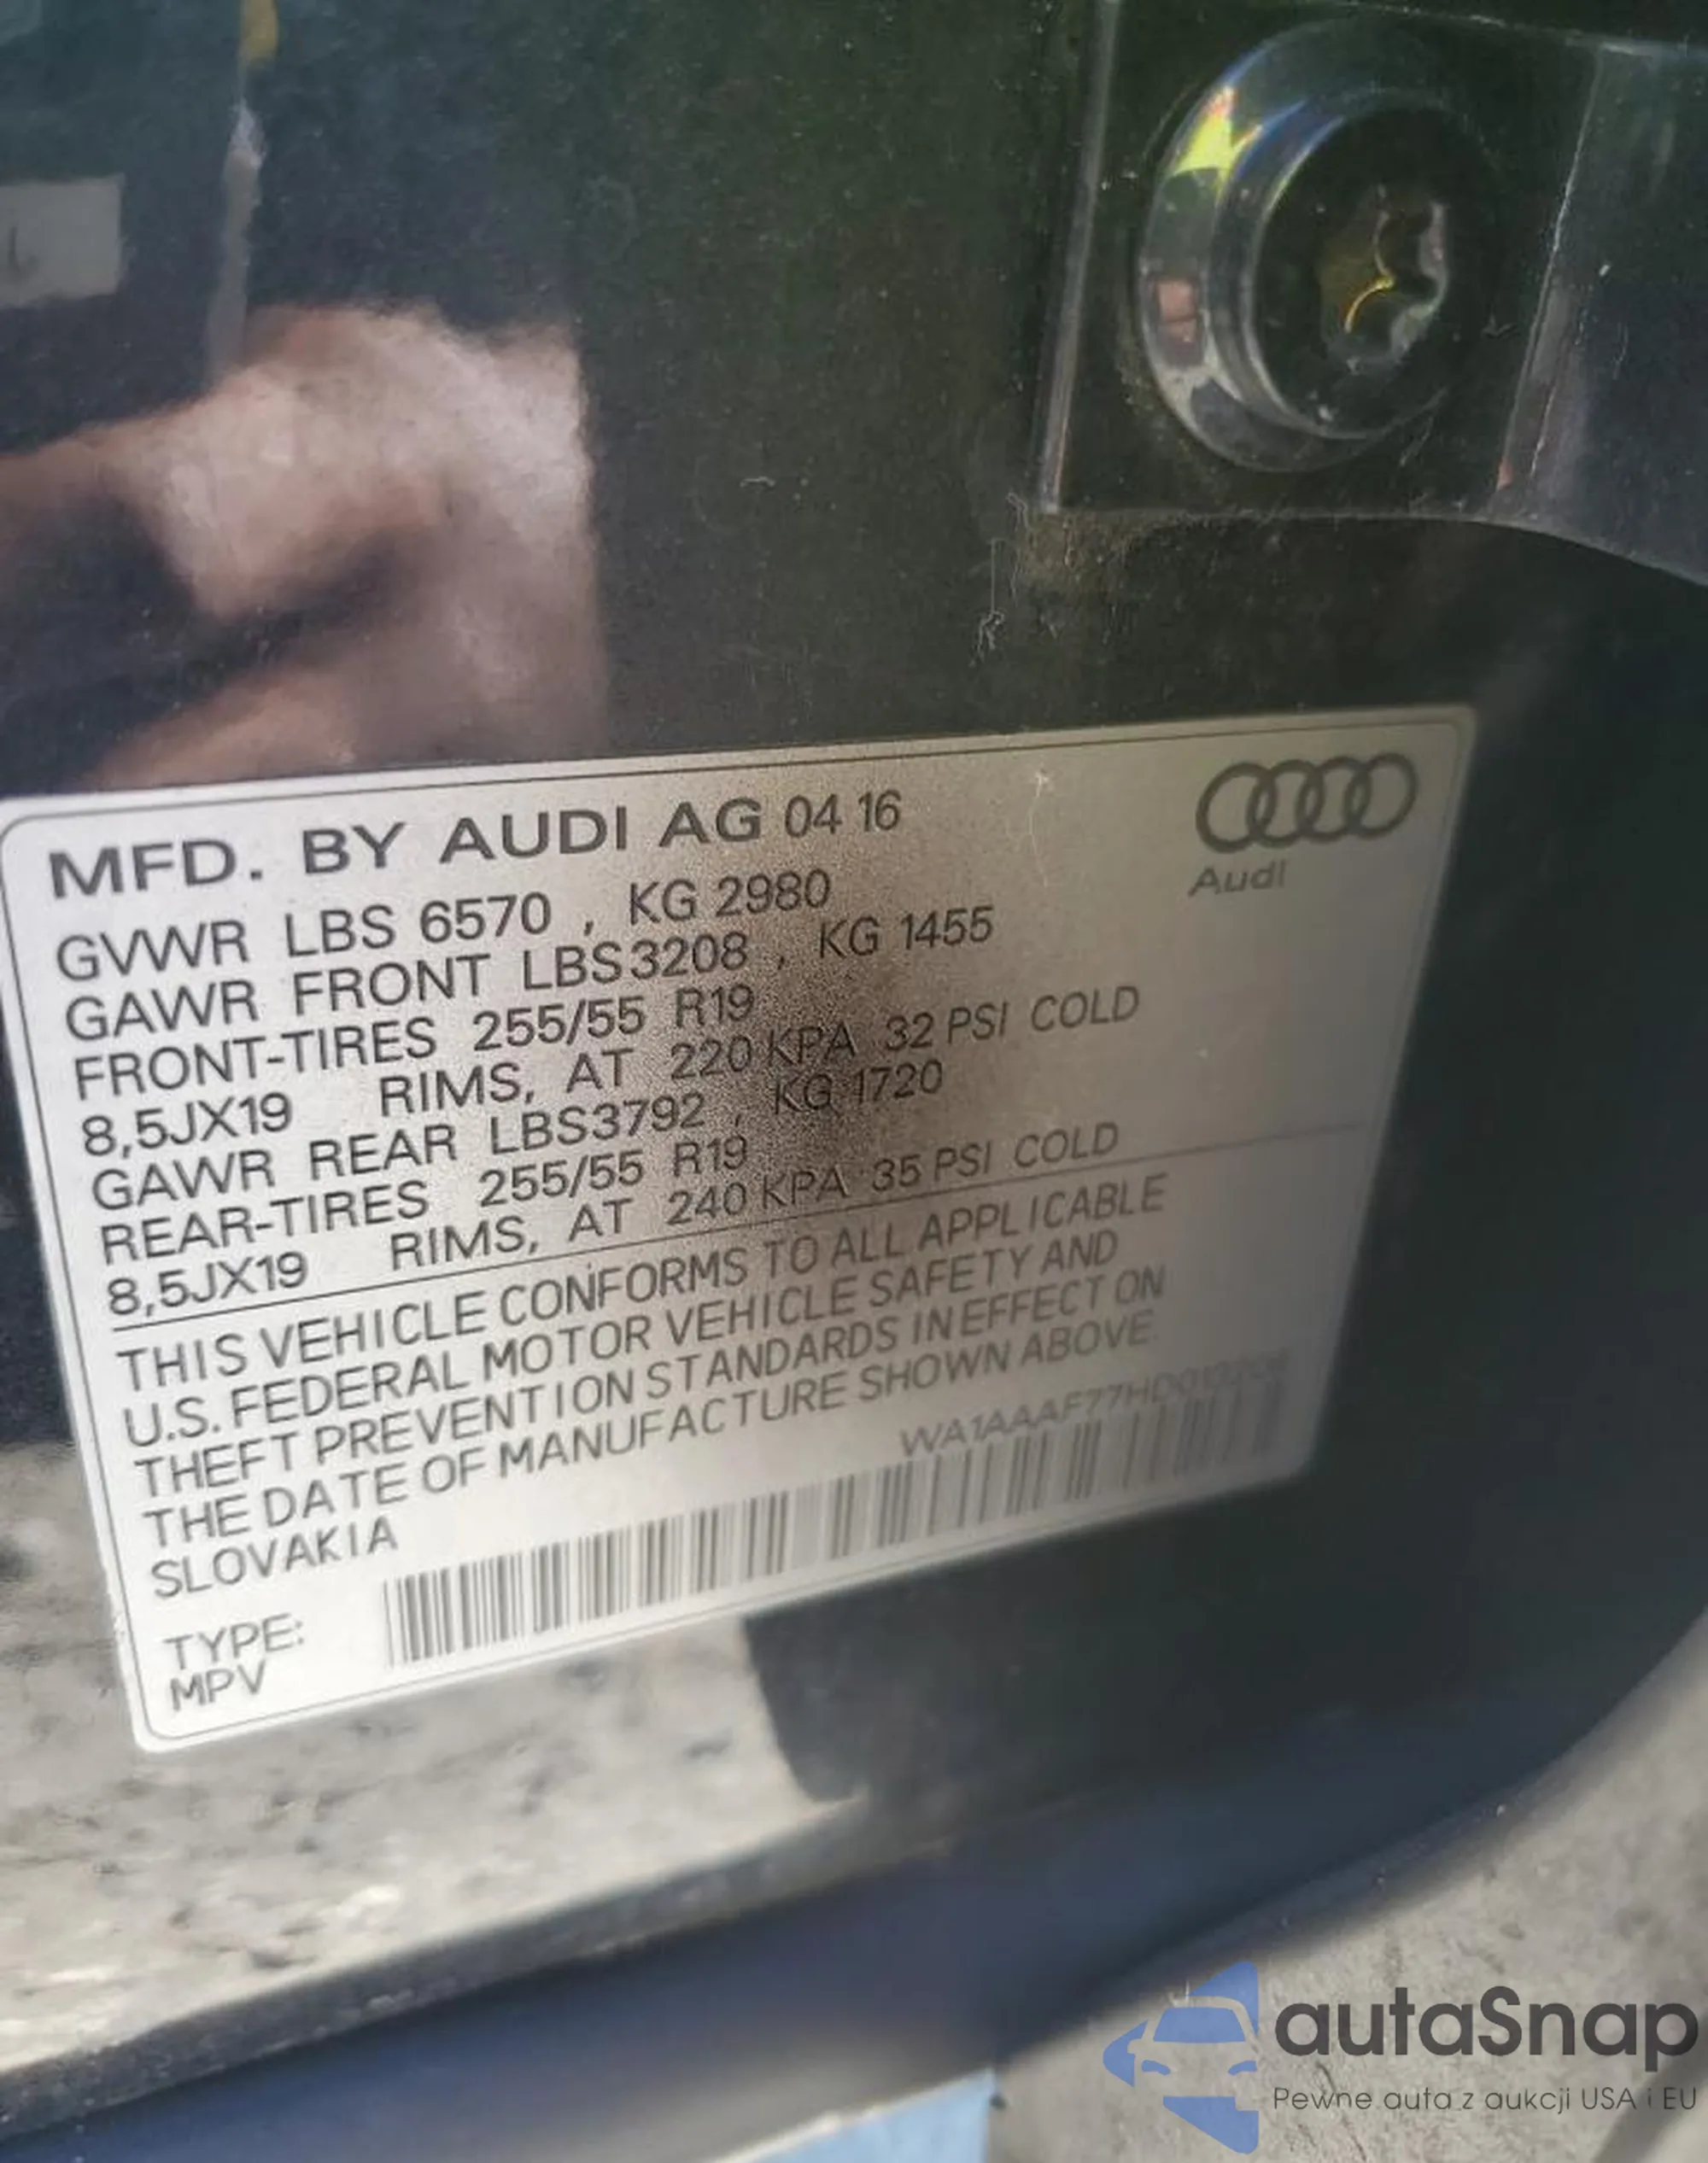 MFD. BY AUDI AG 04 16
Audi
GVWR LBS 6570 , KG 2980
GAWR FRONT LBS3208 , KG 1455
FRONT-TIRES 255/55 R19
8,5JX19 RIMS, AT 220 KPA 32 PSI COLD
GAWR REAR LBS3792 , KG 1720
REAR-TIRES 255/55 R19
8,5JX19 RIMS, AT 240 KPA 35 PSI COLD
THIS VEHICLE CONFORMS TO ALL APPLICABLE
U.S. FEDERAL MOTOR VEHICLE SAFETY AND
THEFT PREVENTION STANDARDS IN EFFECT ON
THE DATE OF MANUFACTURE SHOWN ABOVE
SLOVAKIA
TYPE:
MPV
autaSnap
Pewne auta z aukcji USA i EU